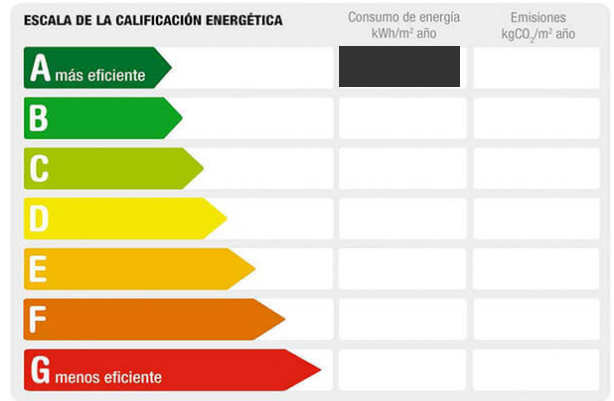 ESCALA DE LA CALIFICACIÓN ENERGÉTICA
Consumo de energía
kWh/m² año
Emisiones
kgCO₂/m² año
A más eficiente
B
C
D
E
F
G menos eficiente